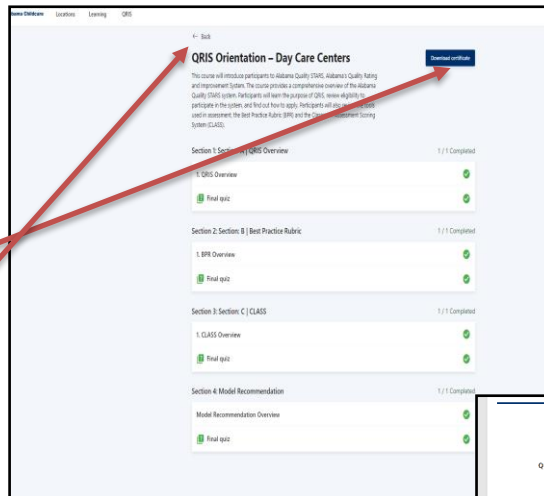 Alabama Childcare Locations Learning QRIS
← Back
QRIS Orientation – Day Care Centers
Download certificate
This course will introduce participants to Alabama Quality STARS, Alabama's Quality Rating
and Improvement System. The course provides a comprehensive overview of the Alabama
Quality STARS system. Participants will learn the purpose of QRIS, review eligibility to
participate in the system, and find out how to apply. Participants will also
used in assessment, the Best Practice Rubric (BPR) and the Assessment Scoring
System (CLASS).
Section 1: Section: A | QRIS Overview 1 / 1 Completed
1. QRIS Overview
Final quiz
Section 2: Section: B | Best Practice Rubric 1 / 1 Completed
1. BPR Overview
Final quiz
Section 3: Section: C | CLASS 1 / 1 Completed
1. CLASS Overview
Final quiz
Section 4: Model Recommendation 1 / 1 Completed
Model Recommendation Overview
Final quiz
Q